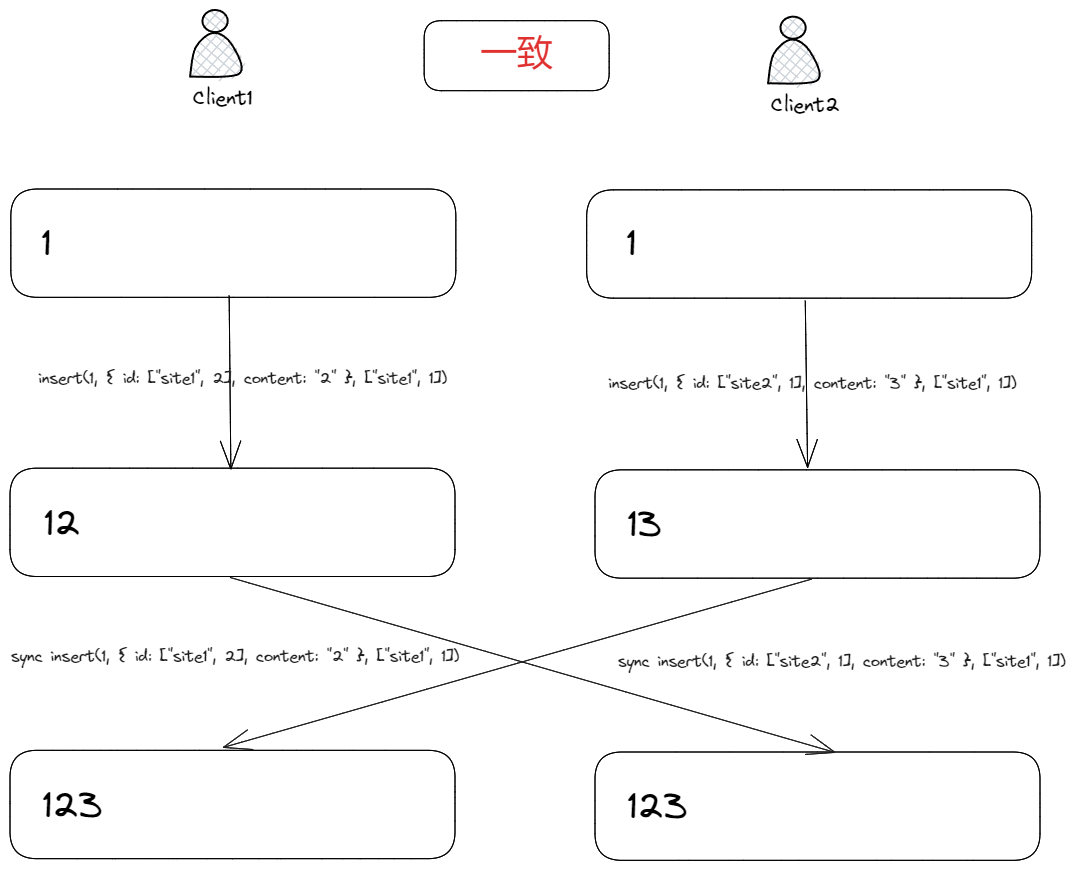 Client1
一致
Client2
1
1
insert(1, { id: ["site1", 2], content: "2" }, ["site1", 1])
insert(1, { id: ["site2", 1], content: "3" }, ["site1", 1])
12
13
sync insert(1, { id: ["site1", 2], content: "2" }, ["site1", 1])
sync insert(1, { id: ["site2", 1], content: "3" }, ["site1", 1])
123
123